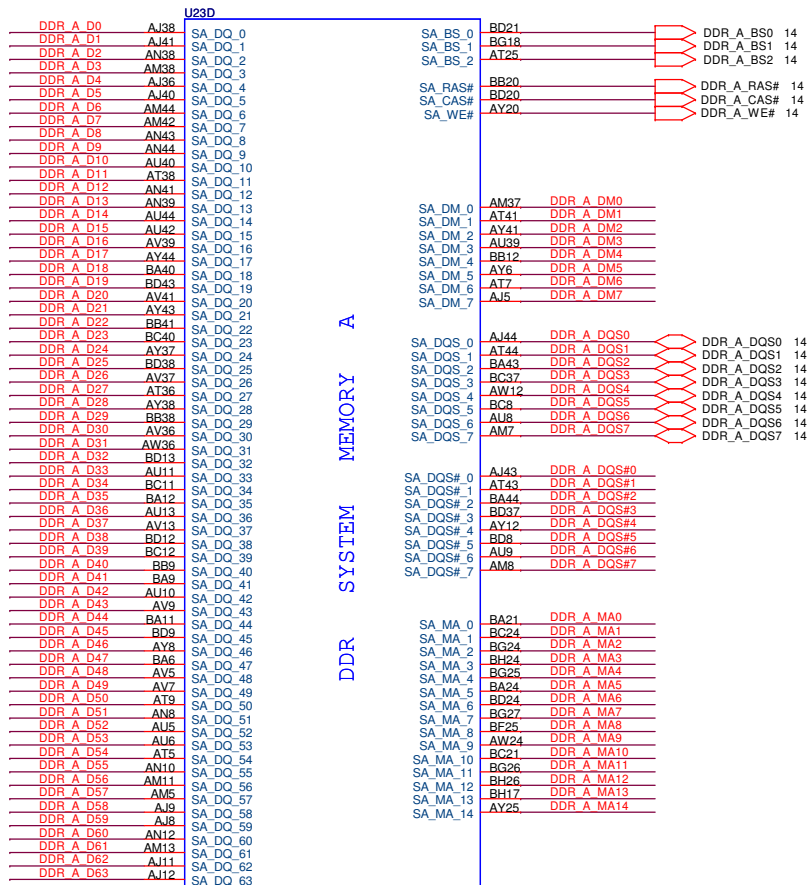 U23D
DDR_A_D0 AJ38 SA_DQ_0
DDR_A_D1 AJ41 SA_DQ_1
DDR_A_D2 AN38 SA_DQ_2
DDR_A_D3 AM38 SA_DQ_3
DDR_A_D4 AJ36 SA_DQ_4
DDR_A_D5 AJ40 SA_DQ_5
DDR_A_D6 AM44 SA_DQ_6
DDR_A_D7 AM42 SA_DQ_7
DDR_A_D8 AN43 SA_DQ_8
DDR_A_D9 AN44 SA_DQ_9
DDR_A_D10 AU40 SA_DQ_10
DDR_A_D11 AT38 SA_DQ_11
DDR_A_D12 AN41 SA_DQ_12
DDR_A_D13 AN39 SA_DQ_13
DDR_A_D14 AU44 SA_DQ_14
DDR_A_D15 AU42 SA_DQ_15
DDR_A_D16 AV39 SA_DQ_16
DDR_A_D17 AY44 SA_DQ_17
DDR_A_D18 BA40 SA_DQ_18
DDR_A_D19 BD43 SA_DQ_19
DDR_A_D20 AV41 SA_DQ_20
DDR_A_D21 AY43 SA_DQ_21
DDR_A_D22 BB41 SA_DQ_22
DDR_A_D23 BC40 SA_DQ_23
DDR_A_D24 AY37 SA_DQ_24
DDR_A_D25 BD38 SA_DQ_25
DDR_A_D26 AV37 SA_DQ_26
DDR_A_D27 AT36 SA_DQ_27
DDR_A_D28 AY38 SA_DQ_28
DDR_A_D29 BB38 SA_DQ_29
DDR_A_D30 AV36 SA_DQ_30
DDR_A_D31 AW36 SA_DQ_31
DDR_A_D32 BD13 SA_DQ_32
DDR_A_D33 AU11 SA_DQ_33
DDR_A_D34 BC11 SA_DQ_34
DDR_A_D35 BA12 SA_DQ_35
DDR_A_D36 AU13 SA_DQ_36
DDR_A_D37 AV13 SA_DQ_37
DDR_A_D38 BD12 SA_DQ_38
DDR_A_D39 BC12 SA_DQ_39
DDR_A_D40 BB9 SA_DQ_40
DDR_A_D41 BA9 SA_DQ_41
DDR_A_D42 AU10 SA_DQ_42
DDR_A_D43 AV9 SA_DQ_43
DDR_A_D44 BA11 SA_DQ_44
DDR_A_D45 BD9 SA_DQ_45
DDR_A_D46 AY8 SA_DQ_46
DDR_A_D47 BA6 SA_DQ_47
DDR_A_D48 AV5 SA_DQ_48
DDR_A_D49 AV7 SA_DQ_49
DDR_A_D50 AT9 SA_DQ_50
DDR_A_D51 AN8 SA_DQ_51
DDR_A_D52 AU5 SA_DQ_52
DDR_A_D53 AU6 SA_DQ_53
DDR_A_D54 AT5 SA_DQ_54
DDR_A_D55 AN10 SA_DQ_55
DDR_A_D56 AM11 SA_DQ_56
DDR_A_D57 AM5 SA_DQ_57
DDR_A_D58 AJ9 SA_DQ_58
DDR_A_D59 AJ8 SA_DQ_59
DDR_A_D60 AN12 SA_DQ_60
DDR_A_D61 AM13 SA_DQ_61
DDR_A_D62 AJ11 SA_DQ_62
DDR_A_D63 AJ12 SA_DQ_63
DDR SYSTEM MEMORY A
SA_BS_0 BD21 DDR_A_BS0 14
SA_BS_1 BG18 DDR_A_BS1 14
SA_BS_2 AT25 DDR_A_BS2 14
SA_RAS# BB20 DDR_A_RAS# 14
SA_CAS# BD20 DDR_A_CAS# 14
SA_WE# AY20 DDR_A_WE# 14
SA_DM_0 AM37 DDR_A_DM0
SA_DM_1 AT41 DDR_A_DM1
SA_DM_2 AY41 DDR_A_DM2
SA_DM_3 AU39 DDR_A_DM3
SA_DM_4 BB12 DDR_A_DM4
SA_DM_5 AY6 DDR_A_DM5
SA_DM_6 AT7 DDR_A_DM6
SA_DM_7 AJ5 DDR_A_DM7
SA_DQS_0 AJ44 DDR_A_DQS0 DDR_A_DQS0 14
SA_DQS_1 AT44 DDR_A_DQS1 DDR_A_DQS1 14
SA_DQS_2 BA43 DDR_A_DQS2 DDR_A_DQS2 14
SA_DQS_3 BC37 DDR_A_DQS3 DDR_A_DQS3 14
SA_DQS_4 AW12 DDR_A_DQS4 DDR_A_DQS4 14
SA_DQS_5 BC8 DDR_A_DQS5 DDR_A_DQS5 14
SA_DQS_6 AU8 DDR_A_DQS6 DDR_A_DQS6 14
SA_DQS_7 AM7 DDR_A_DQS7 DDR_A_DQS7 14
SA_DQS#_0 AJ43 DDR_A_DQS#0
SA_DQS#_1 AT43 DDR_A_DQS#1
SA_DQS#_2 BA44 DDR_A_DQS#2
SA_DQS#_3 BD37 DDR_A_DQS#3
SA_DQS#_4 AY12 DDR_A_DQS#4
SA_DQS#_5 BD8 DDR_A_DQS#5
SA_DQS#_6 AU9 DDR_A_DQS#6
SA_DQS#_7 AM8 DDR_A_DQS#7
SA_MA_0 BA21 DDR_A_MA0
SA_MA_1 BC24 DDR_A_MA1
SA_MA_2 BG24 DDR_A_MA2
SA_MA_3 BH24 DDR_A_MA3
SA_MA_4 BG25 DDR_A_MA4
SA_MA_5 BA24 DDR_A_MA5
SA_MA_6 BD24 DDR_A_MA6
SA_MA_7 BG27 DDR_A_MA7
SA_MA_8 BF25 DDR_A_MA8
SA_MA_9 AW24 DDR_A_MA9
SA_MA_10 BC21 DDR_A_MA10
SA_MA_11 BG26 DDR_A_MA11
SA_MA_12 BH26 DDR_A_MA12
SA_MA_13 BH17 DDR_A_MA13
SA_MA_14 AY25 DDR_A_MA14